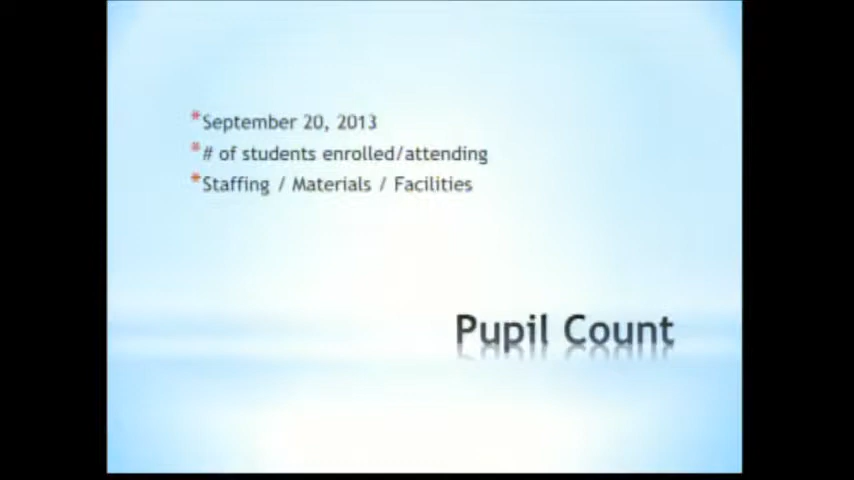 *September 20, 2013
*# of students enrolled/attending
*Staffing / Materials / Facilities
Pupil Count